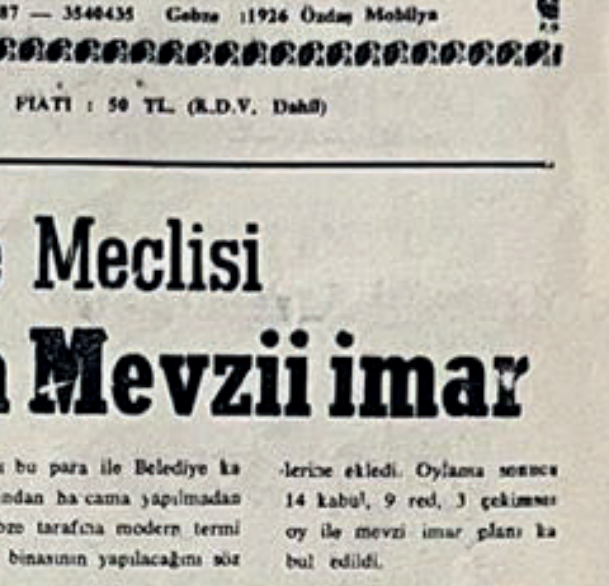 87 — 3540435 Gebze :1926 Özdaş Mobilya
FIATI : 50 TL. (K.D.V. Dahil)
Meclisi
Mevzii imar
bu para ile Belediye ka
ndan ha cama yapılmadan
tarafına modern termi
binasının yapılacağını söz
-lerine ekledi. Oylama sonucu
14 kabul, 9 red, 3 çekimser
oy ile mevzi imar planı ka
bul edildi.